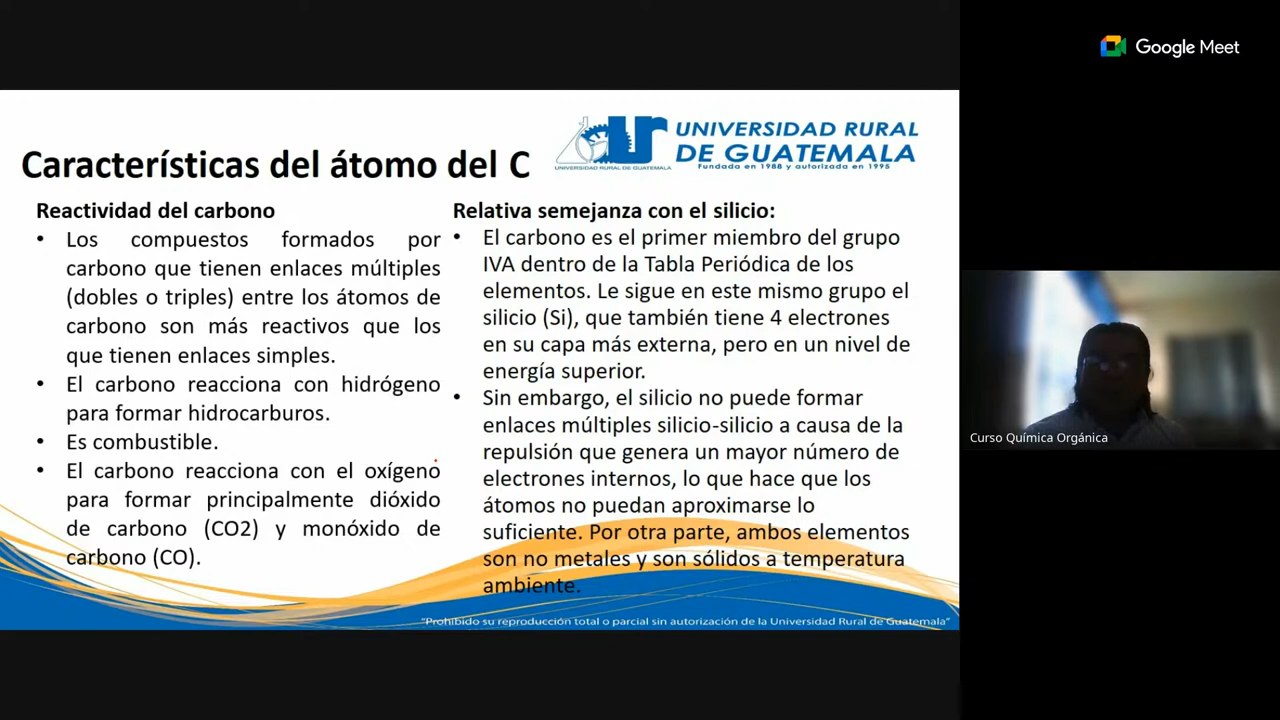 Google Meet
UNIVERSIDAD RURAL
DE GUATEMALA
Fundada en 1988 y autorizada en 1995
UNIVERSIDAD RURAL DE GUATEMALA
Características del átomo del C
Reactividad del carbono
• Los compuestos formados por
carbono que tienen enlaces múltiples
(dobles o triples) entre los átomos de
carbono son más reactivos que los
que tienen enlaces simples.
• El carbono reacciona con hidrógeno
para formar hidrocarburos.
• Es combustible.
• El carbono reacciona con el oxígeno
para formar principalmente dióxido
de carbono (CO2) y monóxido de
carbono (CO).
Relativa semejanza con el silicio:
• El carbono es el primer miembro del grupo
IVA dentro de la Tabla Periódica de los
elementos. Le sigue en este mismo grupo el
silicio (Si), que también tiene 4 electrones
en su capa más externa, pero en un nivel de
energía superior.
• Sin embargo, el silicio no puede formar
enlaces múltiples silicio-silicio a causa de la
repulsión que genera un mayor número de
electrones internos, lo que hace que los
átomos no puedan aproximarse lo
suficiente. Por otra parte, ambos elementos
son no metales y son sólidos a temperatura
ambiente.
"Prohibido su reproducción total o parcial sin autorización de la Universidad Rural de Guatemala"
Curso Química Orgánica